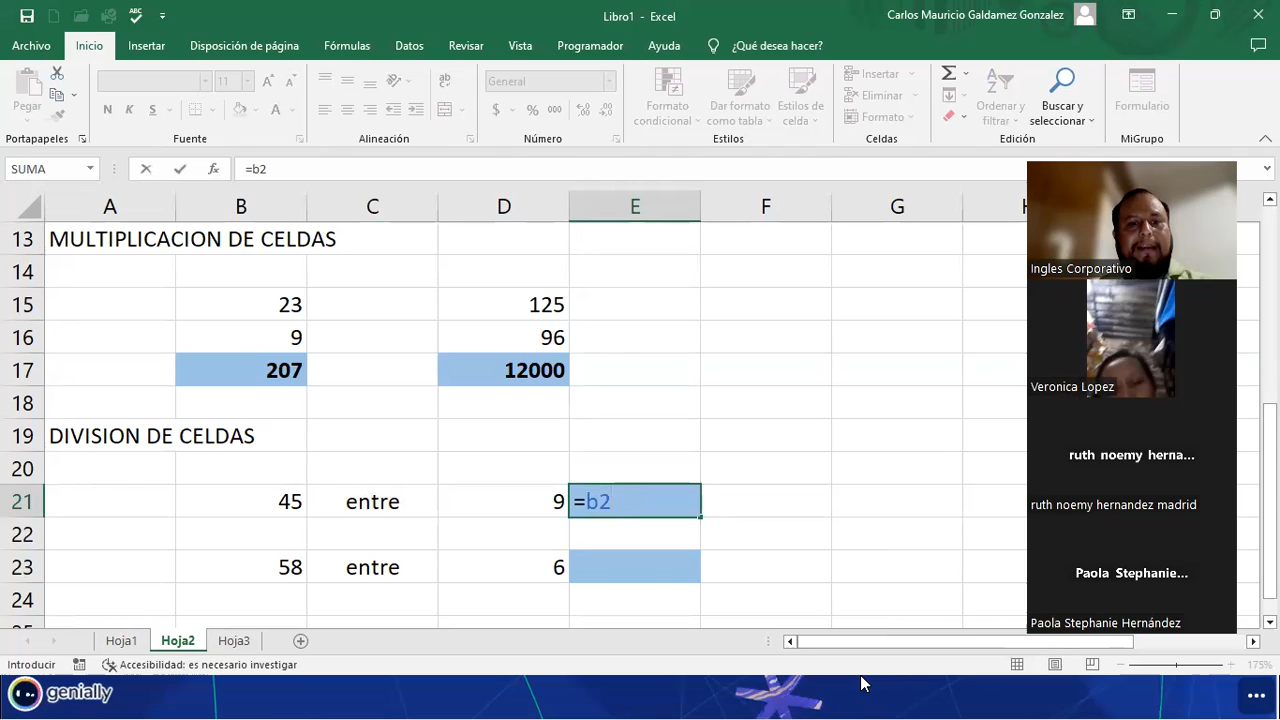 Libro1 - Excel
Carlos Mauricio Galdamez Gonzalez
Archivo Inicio Insertar Disposición de página Fórmulas Datos Revisar Vista Programador Ayuda ¿Qué desea hacer?
Pegar
11
General
Formato condicional
Dar formato como tabla
Estilos de celda
Insertar
Eliminar
Formato
Ordenar y filtrar
Buscar y seleccionar
Formulario
N K S
Portapapeles Fuente Alineación Número Estilos Celdas Edición MiGrupo
SUMA fx =b2
A B C D E F G H
13 MULTIPLICACION DE CELDAS
14
15 23 125
16 9 96
17 207 12000
18
19 DIVISION DE CELDAS
20
21 45 entre 9 =b2
22
23 58 entre 6
24
25
Ingles Corporativo
Veronica Lopez
ruth noemy herna...
ruth noemy hernandez madrid
Paola Stephanie...
Paola Stephanie Hernández
Hoja1 Hoja2 Hoja3
Introducir Accesibilidad: es necesario investigar 175%
genially